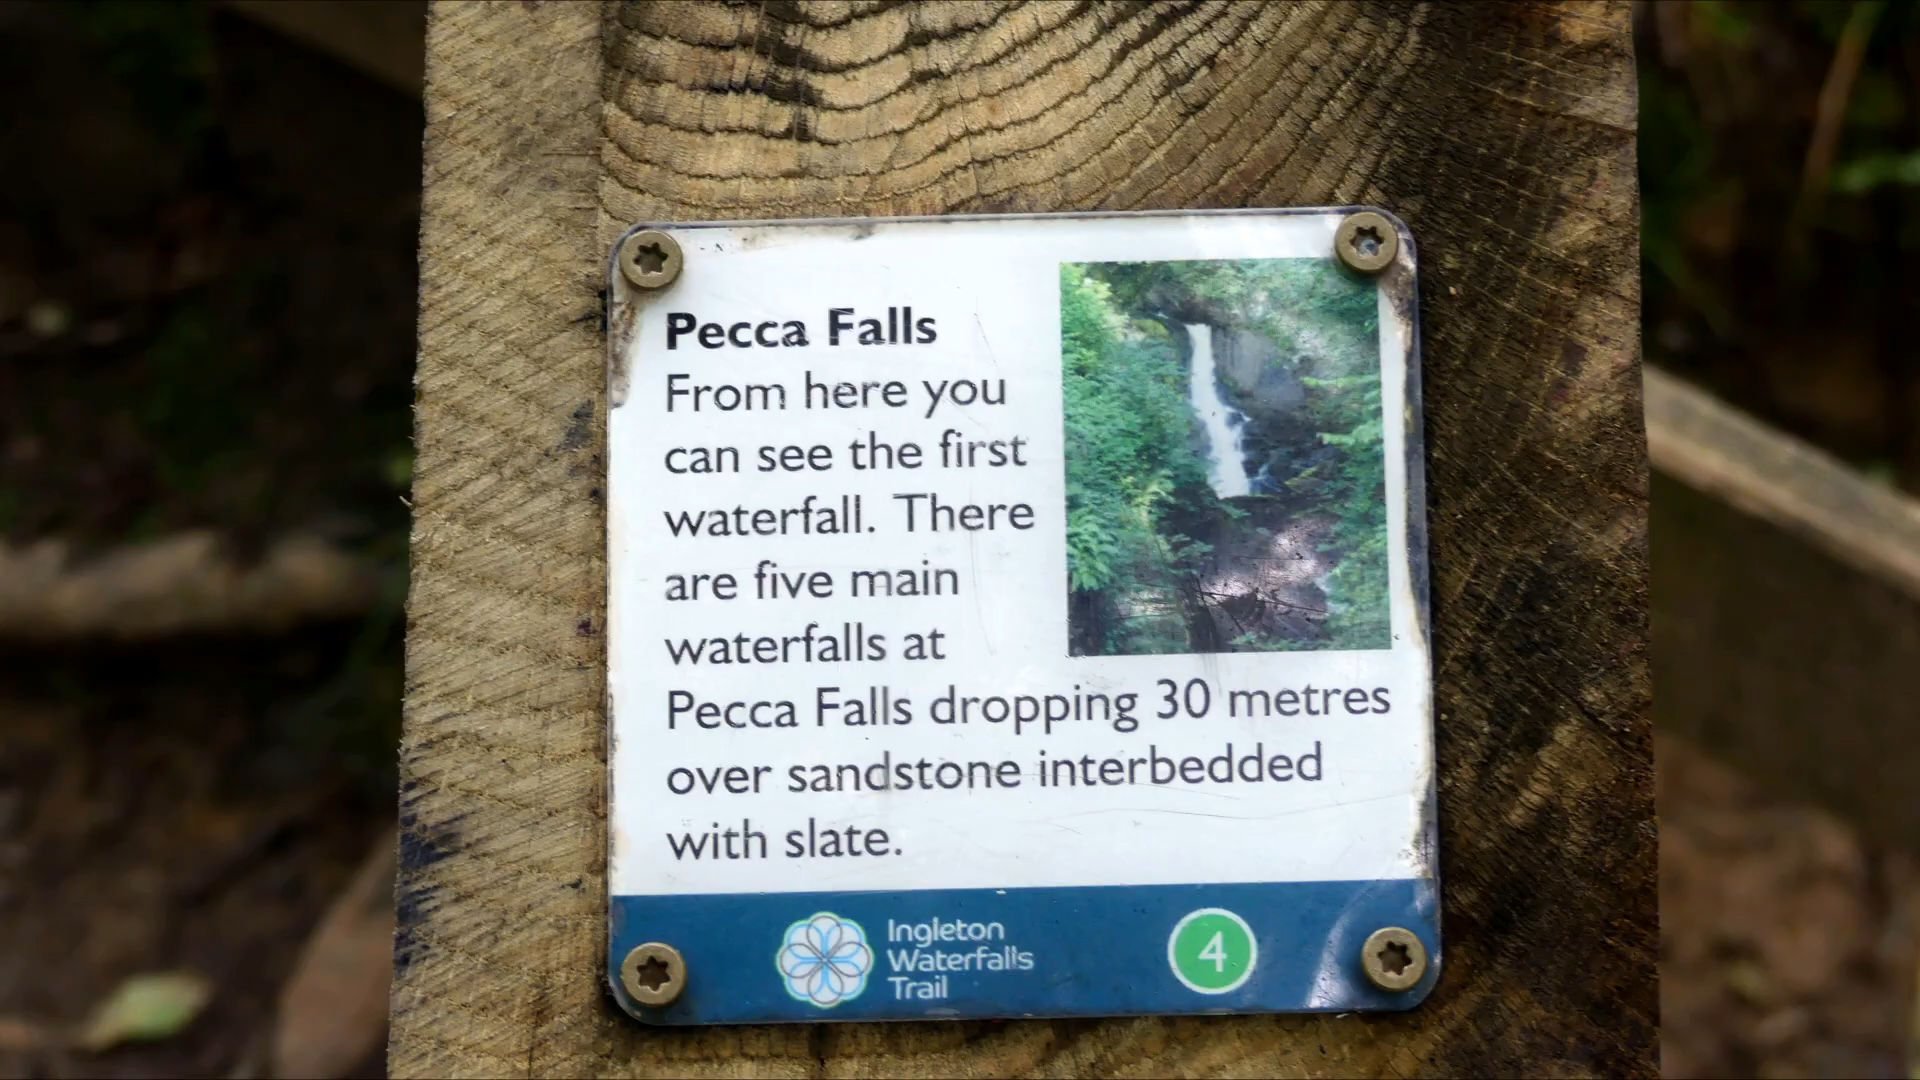 Pecca Falls
From here you
can see the first
waterfall. There
are five main
waterfalls at
Pecca Falls dropping 30 metres
over sandstone interbedded
with slate.
Ingleton
Waterfalls
Trail
4